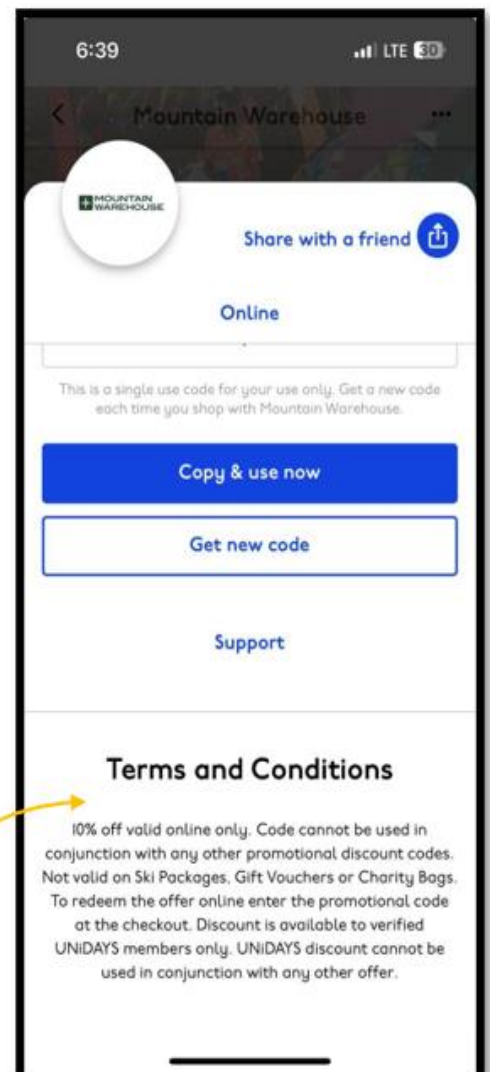 6:39
LTE 30
Mountain Warehouse
MOUNTAIN
WAREHOUSE
Share with a friend
Online
This is a single use code for your use only. Get a new code
each time you shop with Mountain Warehouse.
Copy & use now
Get new code
Support
Terms and Conditions
10% off valid online only. Code cannot be used in
conjunction with any other promotional discount codes.
Not valid on Ski Packages, Gift Vouchers or Charity Bags.
To redeem the offer online enter the promotional code
at the checkout. Discount is available to verified
UNiDAYS members only. UNiDAYS discount cannot be
used in conjunction with any other offer.